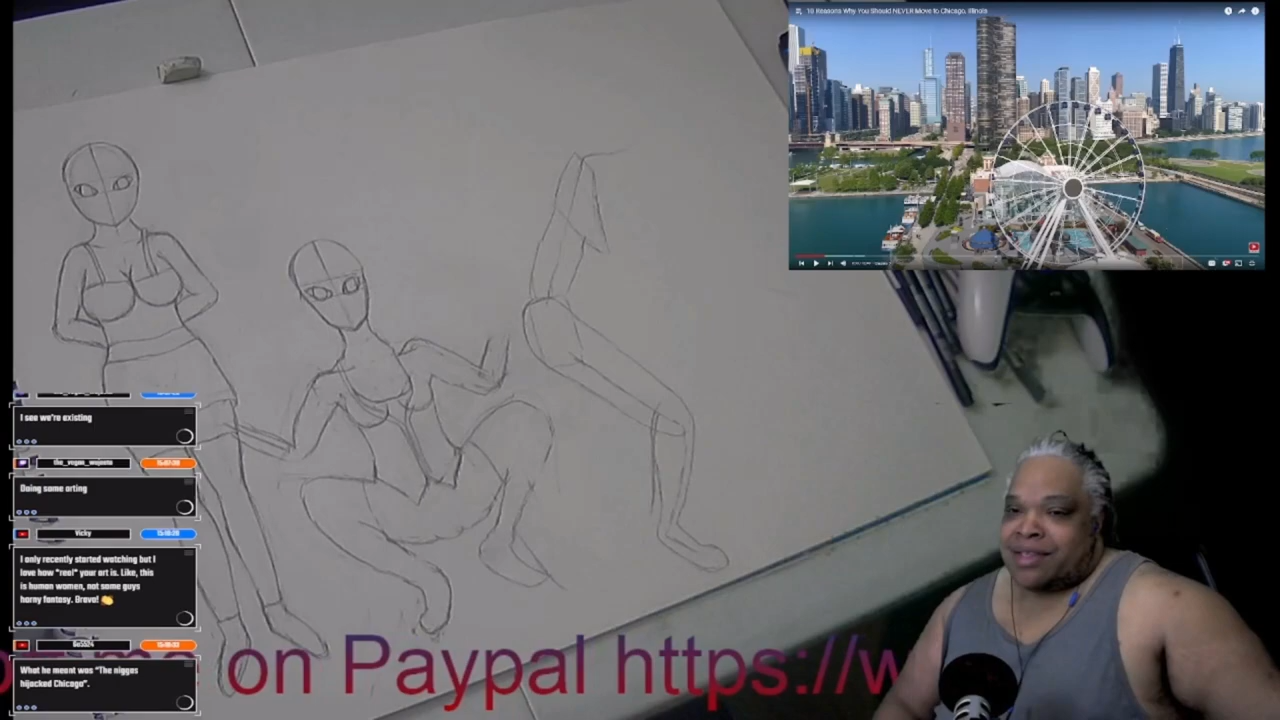 10 Reasons Why You Should NEVER Move to Chicago, Illinois
I see we're existing
the_vegan_wojaate
Doing some arting
Vicky
I only recently started watching but I
love how "real" your art is. Like, this
is human women, not some guys
horny fantasy. Bravo! 👏
What he meant was "The niggas
hijacked Chicago".
on Paypal https://w